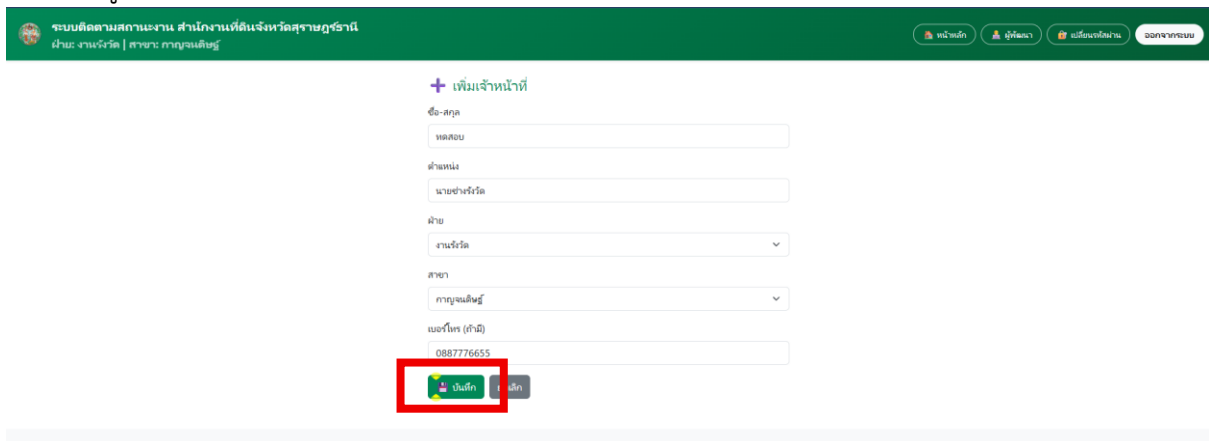 ระบบติดตามสถานะงาน สำนักงานที่ดินจังหวัดสุราษฎร์ธานี
ฝ่าย: งานรังวัด | สาขา: กาญจนดิษฐ์
หน้าหลัก
ผู้พัฒนา
เปลี่ยนรหัสผ่าน
ออกจากระบบ
เพิ่มเจ้าหน้าที่
ชื่อ-สกุล
ทดสอบ
ตำแหน่ง
นายช่างรังวัด
ฝ่าย
งานรังวัด
สาขา
กาญจนดิษฐ์
เบอร์โทร (ถ้ามี)
0887776655
บันทึก